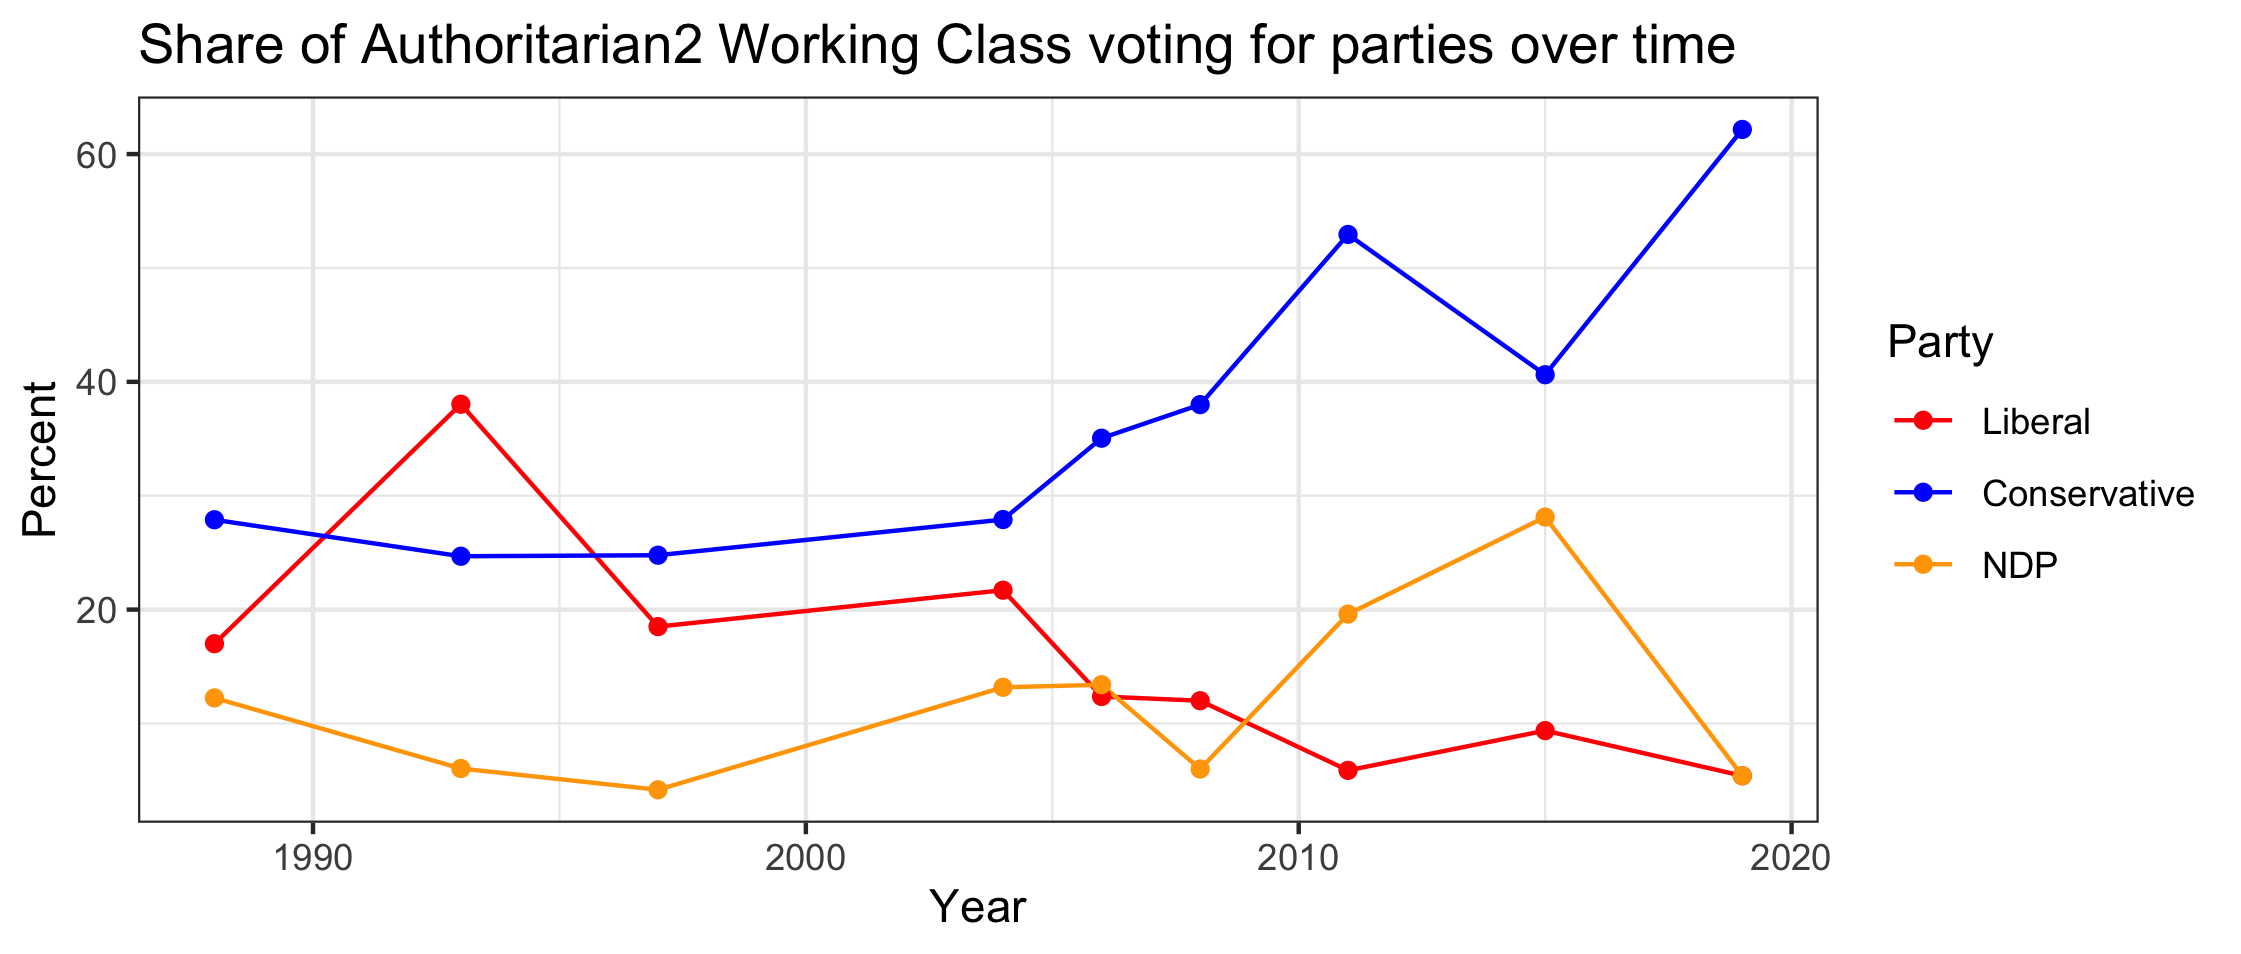 Share of Authoritarian2 Working Class voting for parties over time
60
40
20
Percent
1990 2000 2010 2020
Year
Party
Liberal
Conservative
NDP